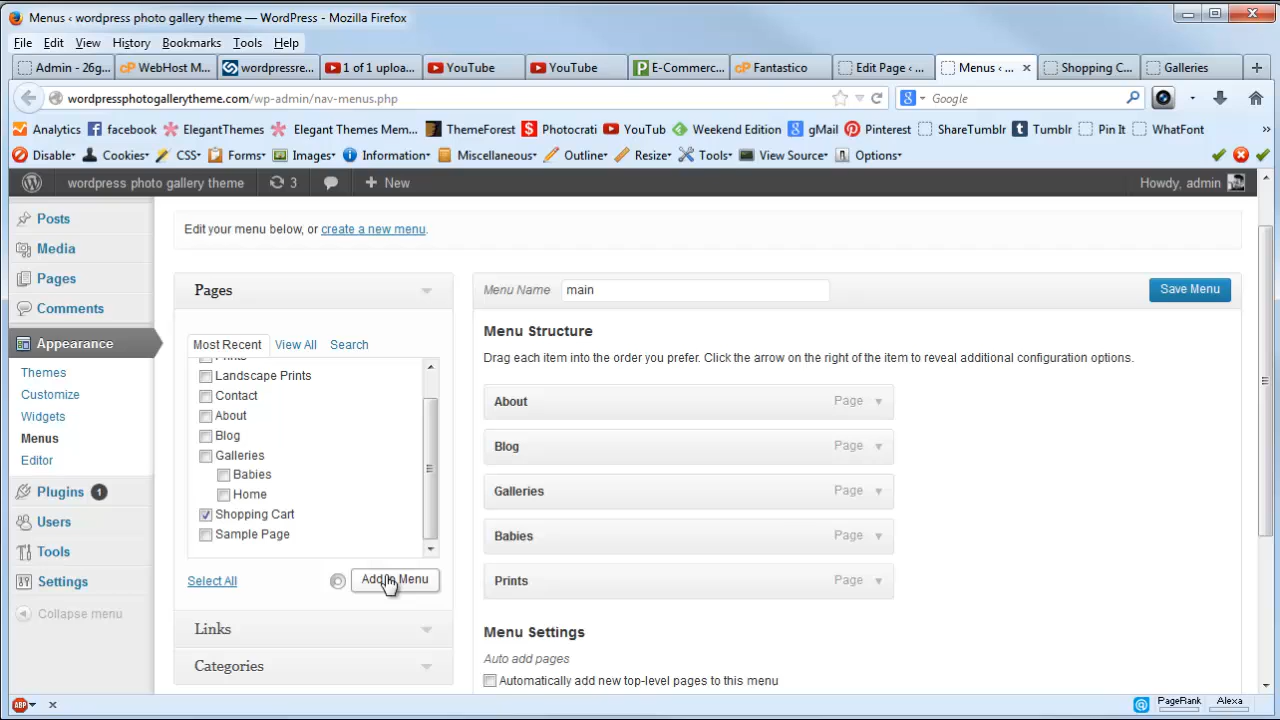 Menus ‹ wordpress photo gallery theme — WordPress - Mozilla Firefox
File Edit View History Bookmarks Tools Help
Admin - 26g... cP WebHost M... wordpressre... 1 of 1 uploa... YouTube YouTube E-Commerc... cP Fantastico Edit Page ‹ ... Menus ‹ ... × Shopping C... Galleries +
wordpressphotogallerytheme.com/wp-admin/nav-menus.php Google
Analytics facebook ElegantThemes Elegant Themes Mem... ThemeForest Photocrati YouTub Weekend Edition gMail Pinterest ShareTumblr Tumblr Pin It WhatFont »
Disable Cookies CSS Forms Images Information Miscellaneous Outline Resize Tools View Source Options
wordpress photo gallery theme 3 + New Howdy, admin
Posts
Media
Pages
Comments
Appearance
Themes
Customize
Widgets
Menus
Editor
Plugins 1
Users
Tools
Settings
Collapse menu
Edit your menu below, or create a new menu.
Pages
Most Recent View All Search
Prints
Landscape Prints
Contact
About
Blog
Galleries
Babies
Home
Shopping Cart
Sample Page
Select All Add to Menu
Links
Categories
Menu Name main Save Menu
Menu Structure
Drag each item into the order you prefer. Click the arrow on the right of the item to reveal additional configuration options.
About Page
Blog Page
Galleries Page
Babies Page
Prints Page
Menu Settings
Auto add pages
Automatically add new top-level pages to this menu
ABP × @ PageRank Alexa